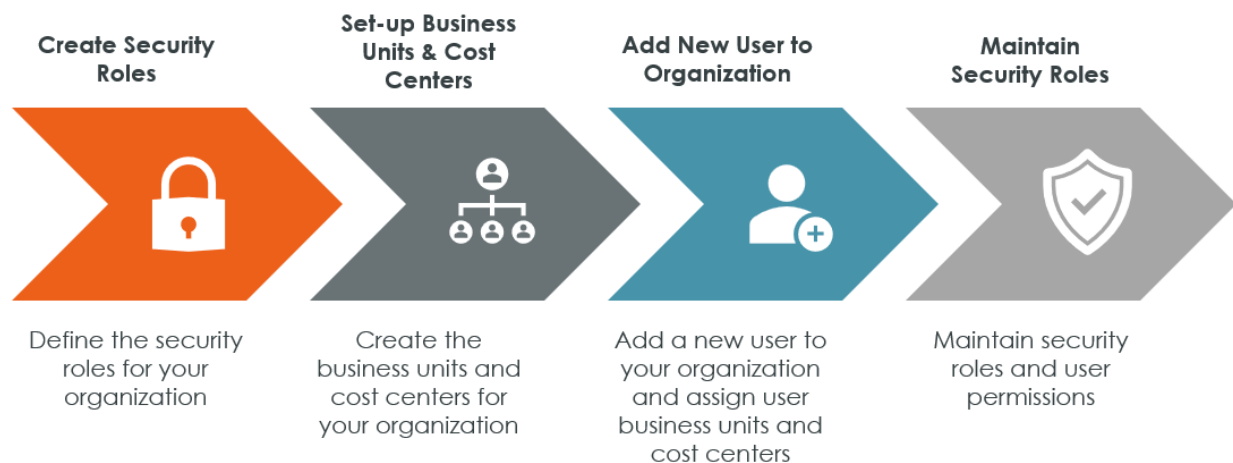 Create Security
Roles
Set-up Business
Units & Cost
Centers
Add New User to
Organization
Maintain
Security Roles
Define the security
roles for your
organization
Create the
business units and
cost centers for
your organization
Add a new user to
your organization
and assign user
business units and
cost centers
Maintain security
roles and user
permissions